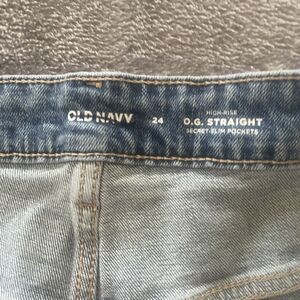 OLD NAVY
24
HIGH-RISE
O.G. STRAIGHT
SECRET-SLIM POCKETS